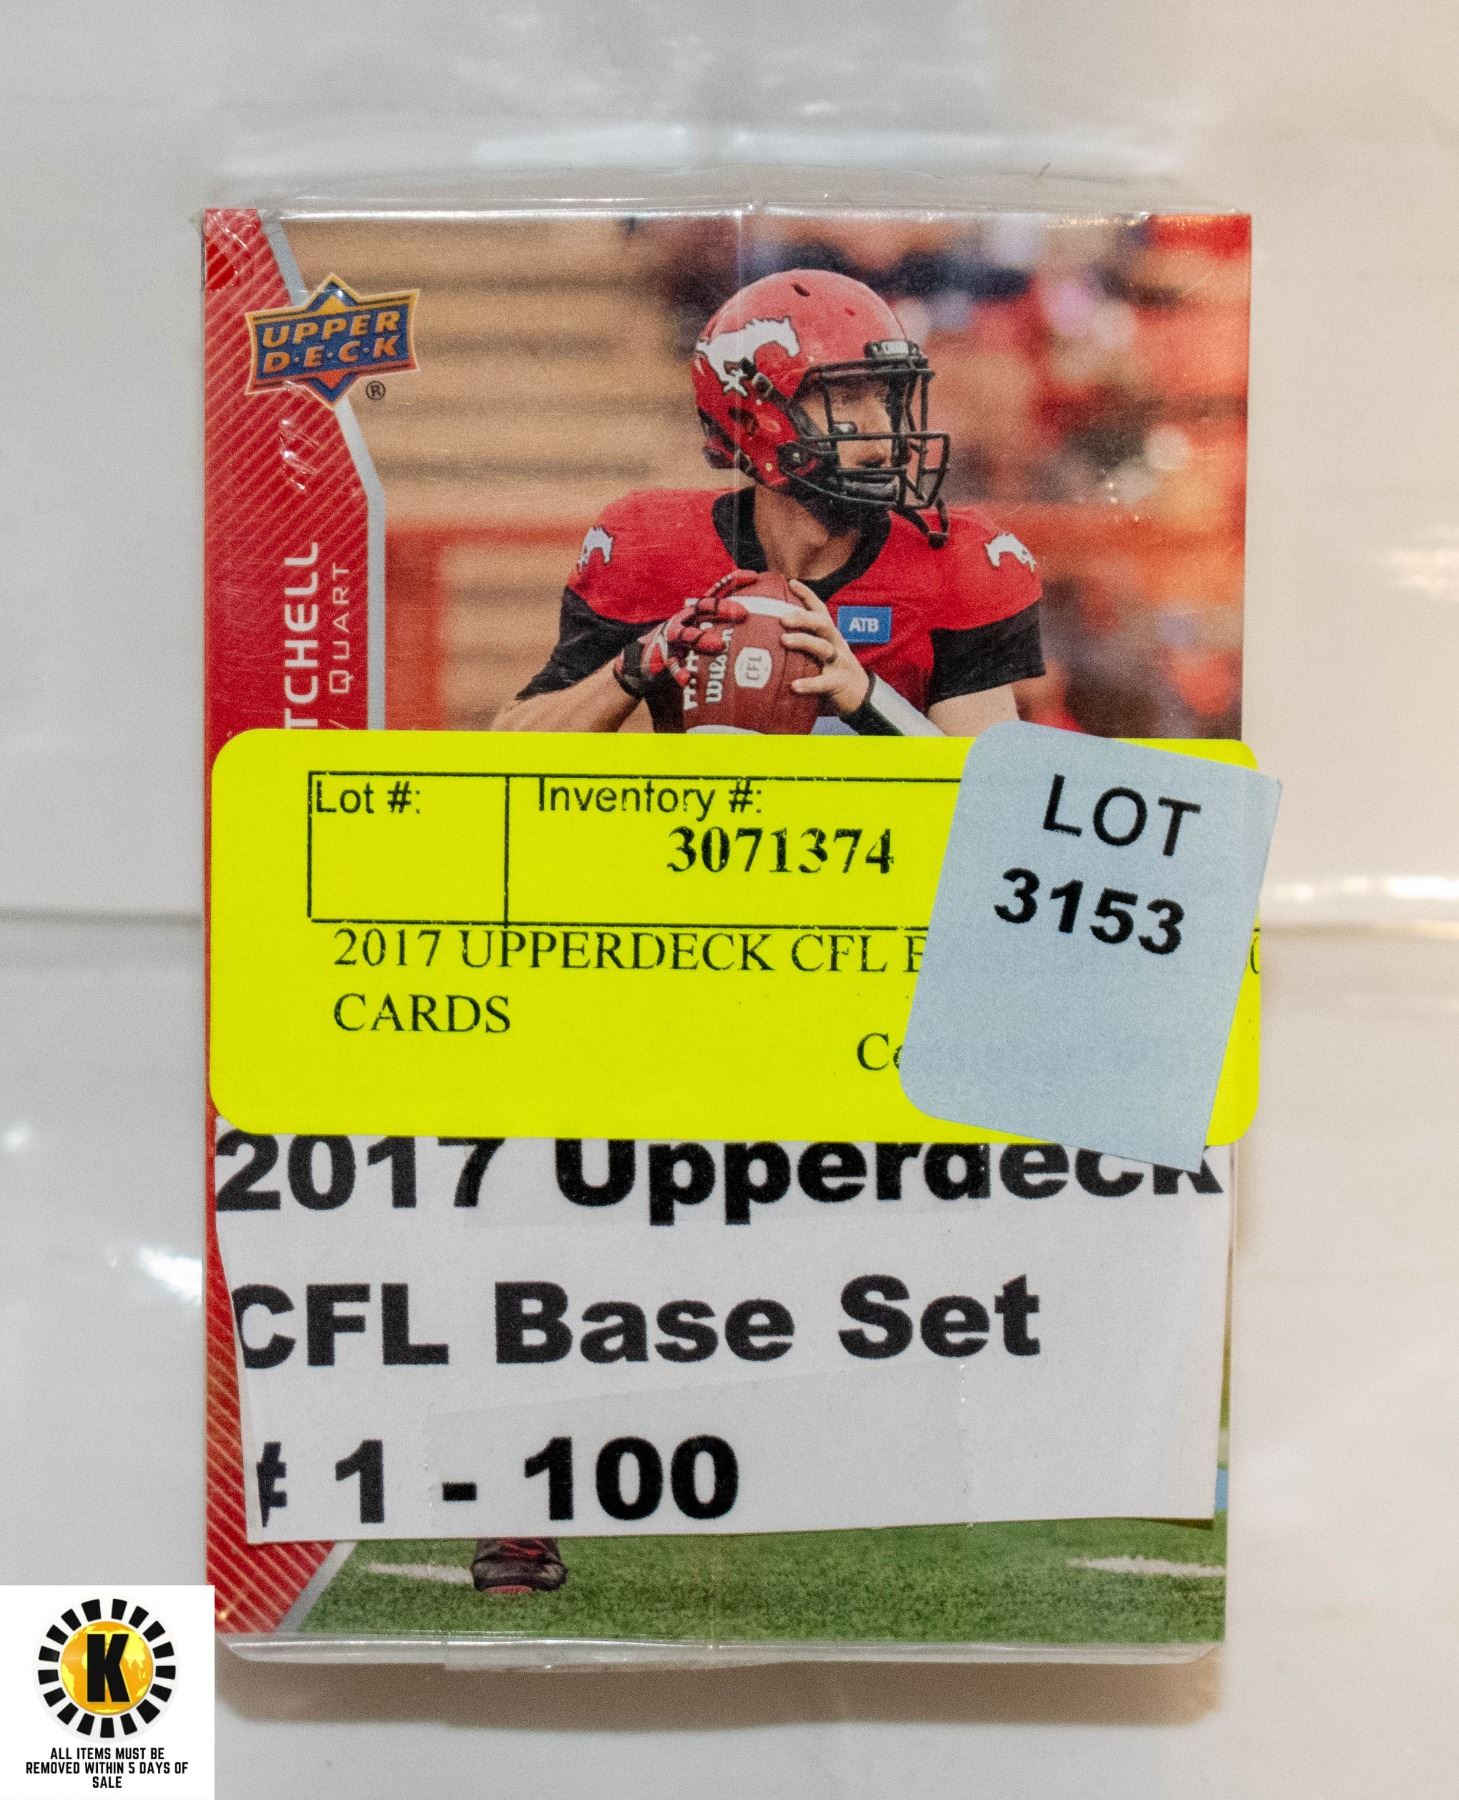 UPPER
D·E·C·K
®
TCHELL
QUART
ATB
Wilson
CFL
Lot #:
Inventory #:
3071374
2017 UPPERDECK CFL
CARDS
LOT
3153
2017 Upperdeck
CFL Base Set
# 1 - 100
K
ALL ITEMS MUST BE
REMOVED WITHIN 5 DAYS OF
SALE